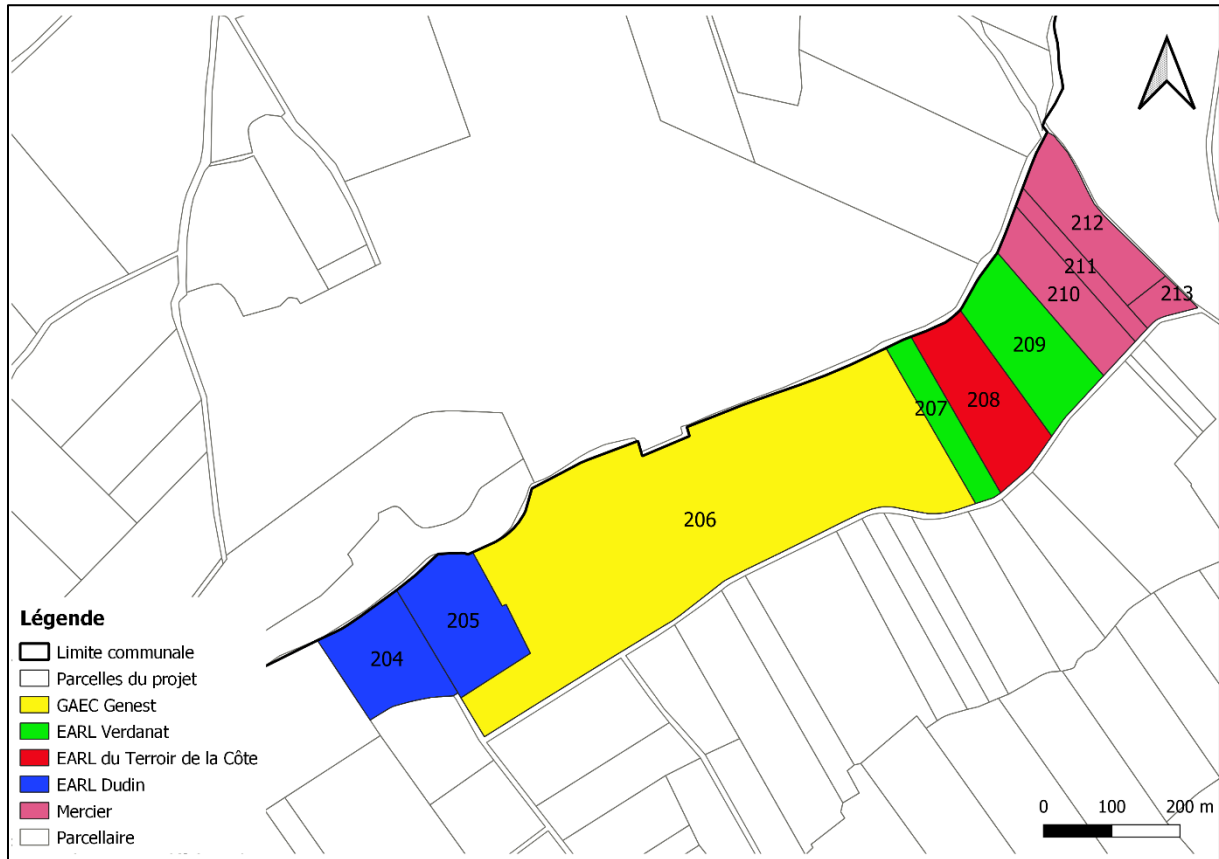 212
211
210
213
209
207
208
206
205
204
Légende
Limite communale
Parcelles du projet
GAEC Genest
EARL Verdanat
EARL du Terroir de la Côte
EARL Dudin
Mercier
Parcellaire
0 100 200 m